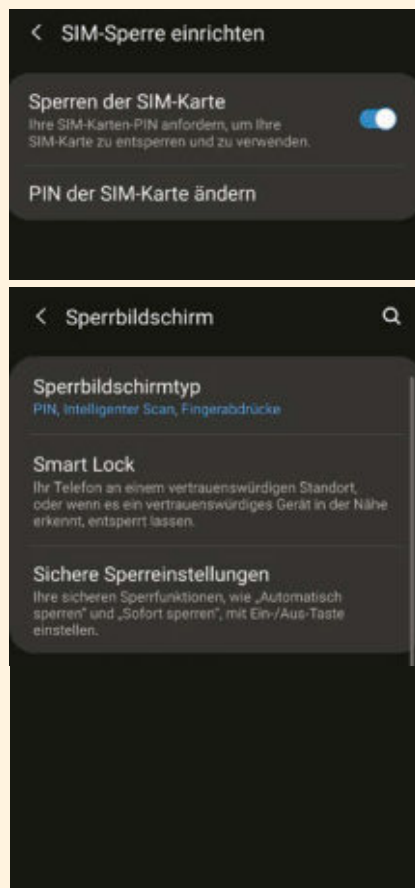 SIM-Sperre einrichten
Sperren der SIM-Karte
Ihre SIM-Karten-PIN anfordern, um Ihre
SIM-Karte zu entsperren und zu verwenden.
PIN der SIM-Karte ändern
Sperrbildschirm
Sperrbildschirmtyp
PIN, Intelligenter Scan, Fingerabdrücke
Smart Lock
Ihr Telefon an einem vertrauenswürdigen Standort,
oder wenn es ein vertrauenswürdiges Gerät in der Nähe
erkennt, entsperrt lassen.
Sichere Sperreinstellungen
Ihre sicheren Sperrfunktionen, wie „Automatisch
sperren" und „Sofort sperren", mit Ein-/Aus-Taste
einstellen.